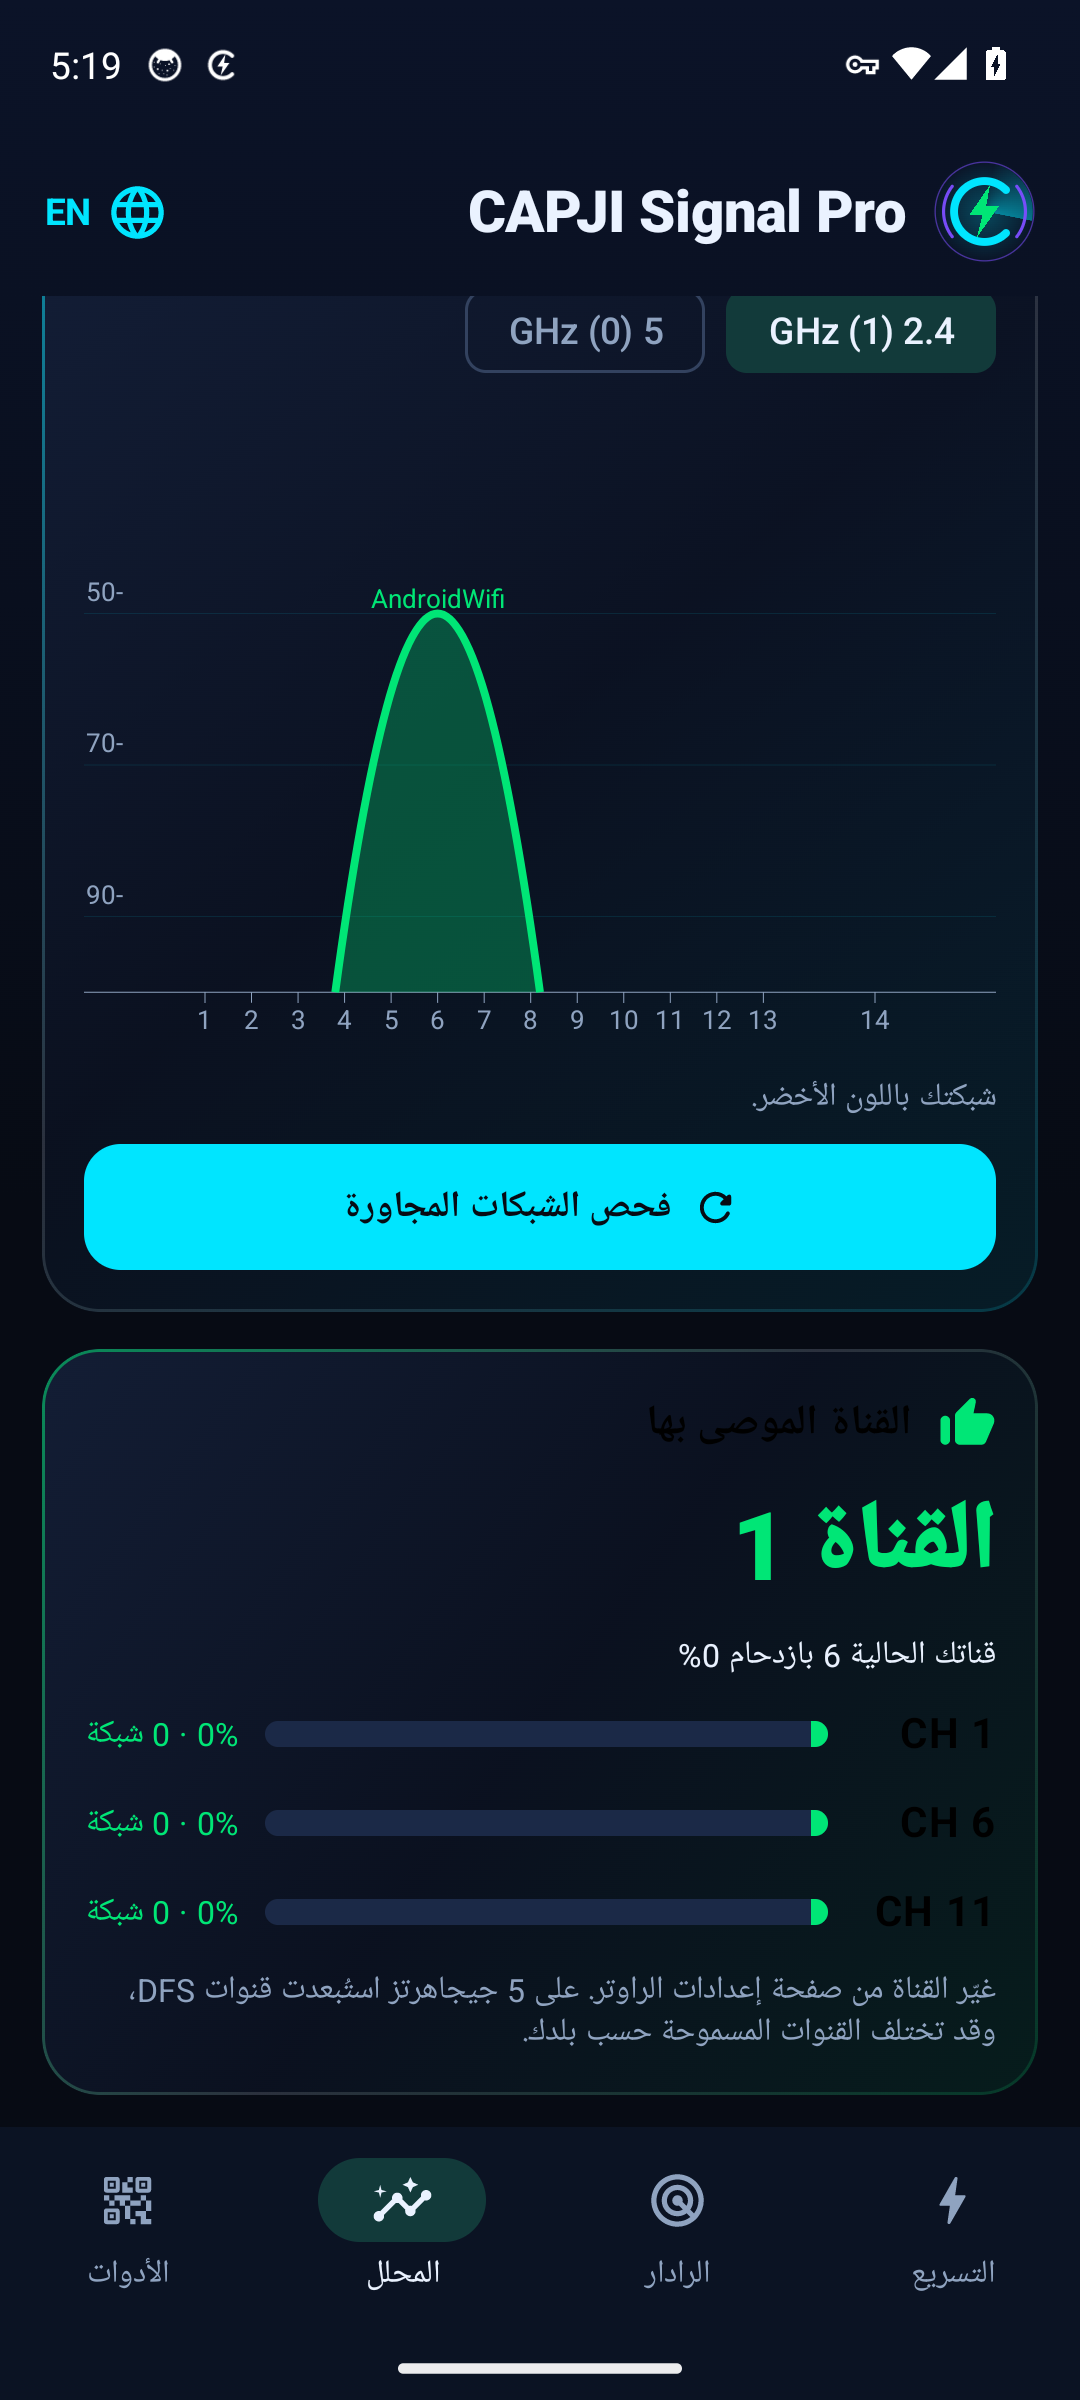 5:19
CAPJI Signal Pro
EN
GHz (1) 2.4
GHz (0) 5
50-
AndroidWifi
70-
90-
1 2 3 4 5 6 7 8 9 10 11 12 13 14
شبكتك باللون الأخضر.
فحص الشبكات المجاورة
القناة الموصى بها
القناة 1
قناتك الحالية 6 بازدحام 0%
CH 1 0% · 0 شبكة
CH 6 0% · 0 شبكة
CH 11 0% · 0 شبكة
غيّر القناة من صفحة إعدادات الراوتر. على 5 جيجاهرتز استُبعدت قنوات DFS،
وقد تختلف القنوات المسموحة حسب بلدك.
التسريع
الرادار
المحلل
الأدوات